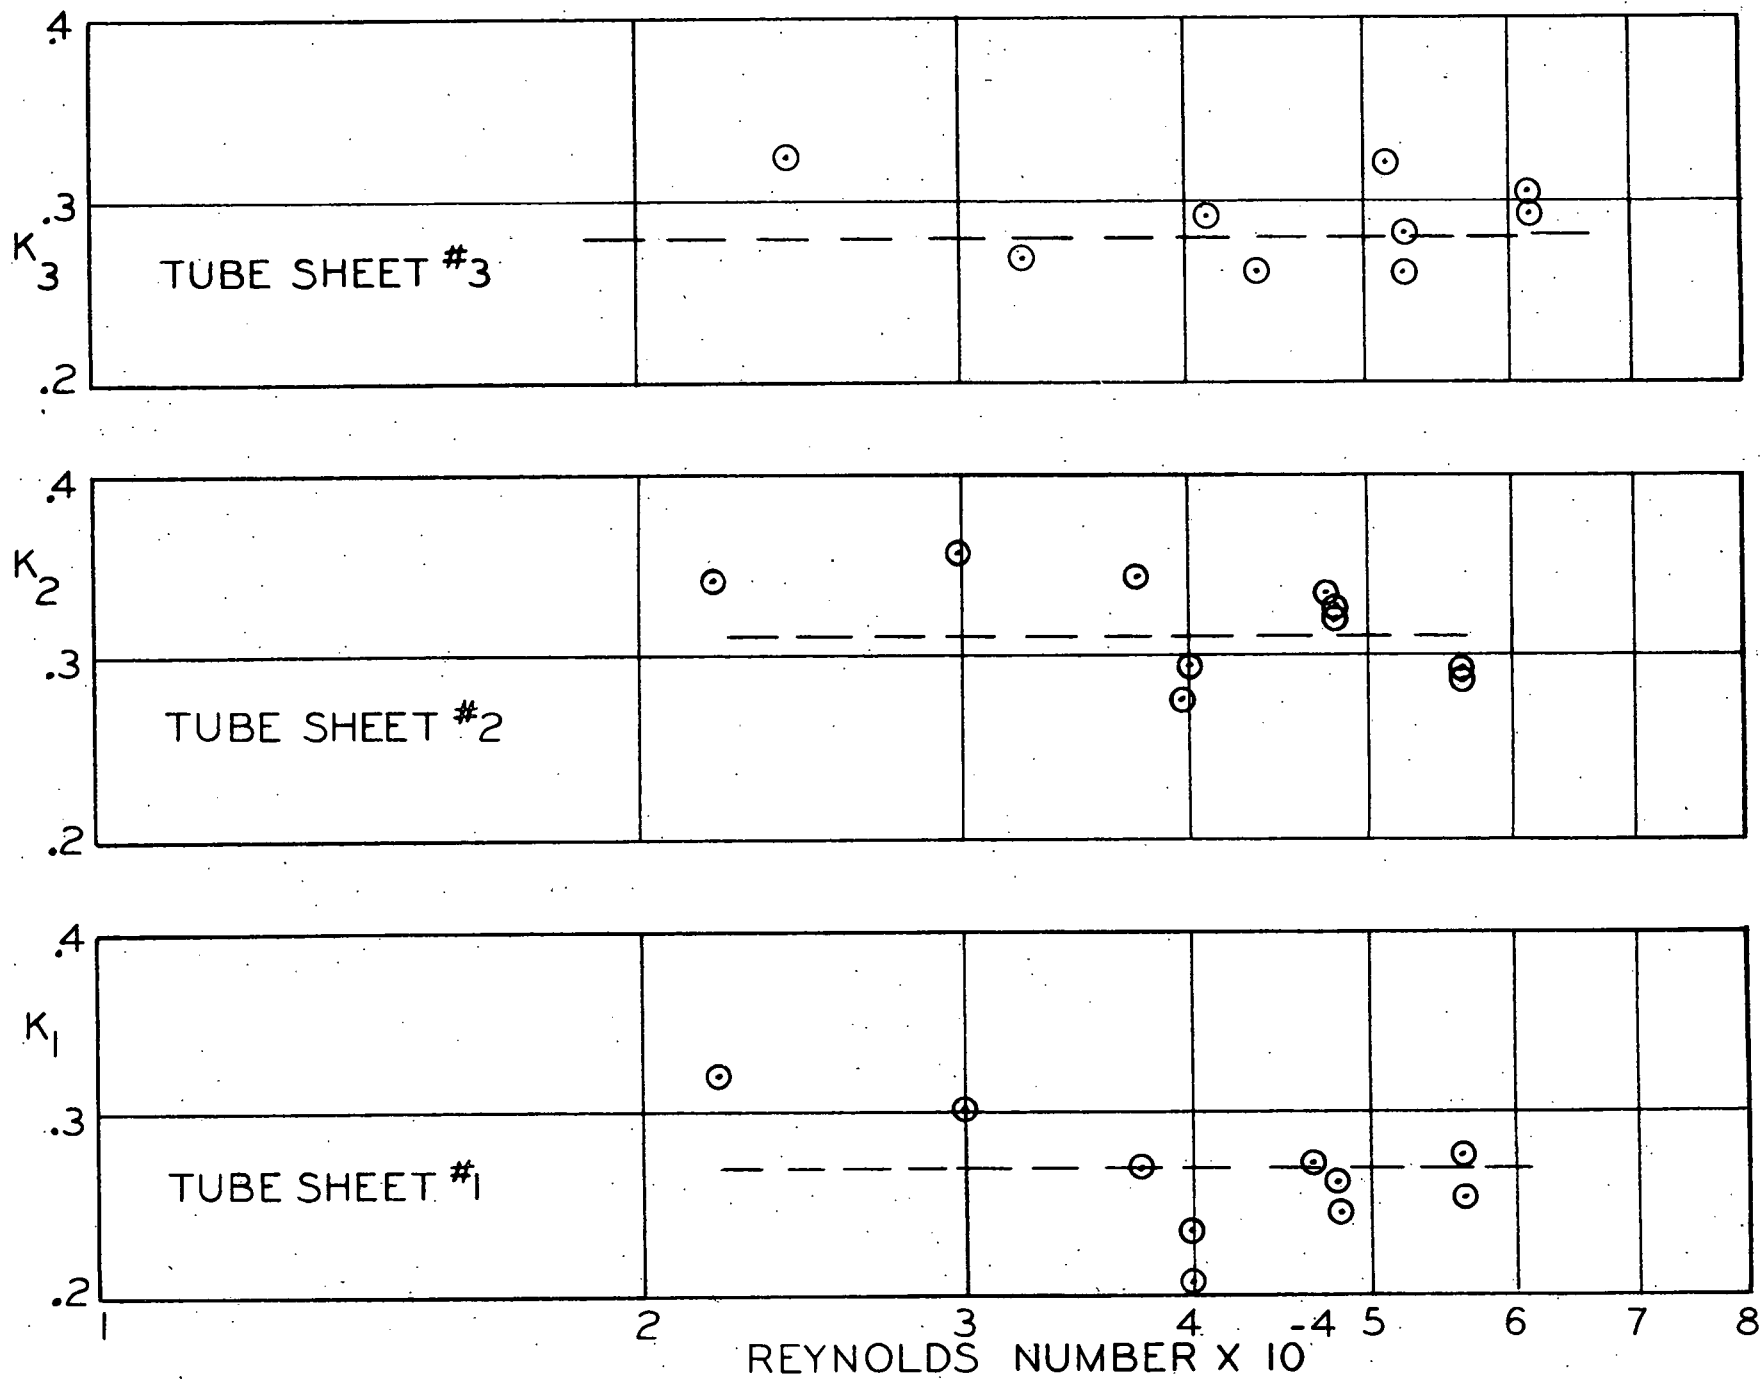 .4
.3
K3
TUBE SHEET #3
.2
.4
K2
.3
TUBE SHEET #2
.2
.4
K1
.3
TUBE SHEET #1
.2
1 2 3 4 5 6 7 8
REYNOLDS NUMBER X 10-4